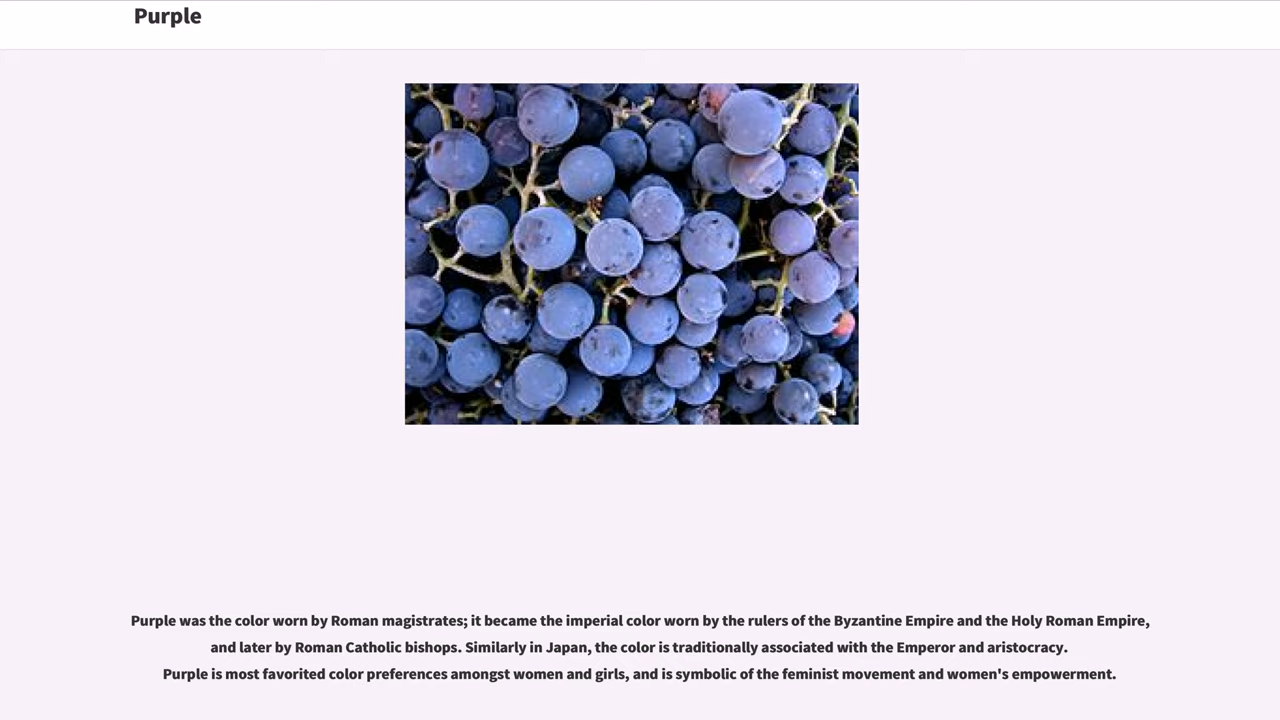 Purple
Purple was the color worn by Roman magistrates; it became the imperial color worn by the rulers of the Byzantine Empire and the Holy Roman Empire,
and later by Roman Catholic bishops. Similarly in Japan, the color is traditionally associated with the Emperor and aristocracy.
Purple is most favorited color preferences amongst women and girls, and is symbolic of the feminist movement and women's empowerment.